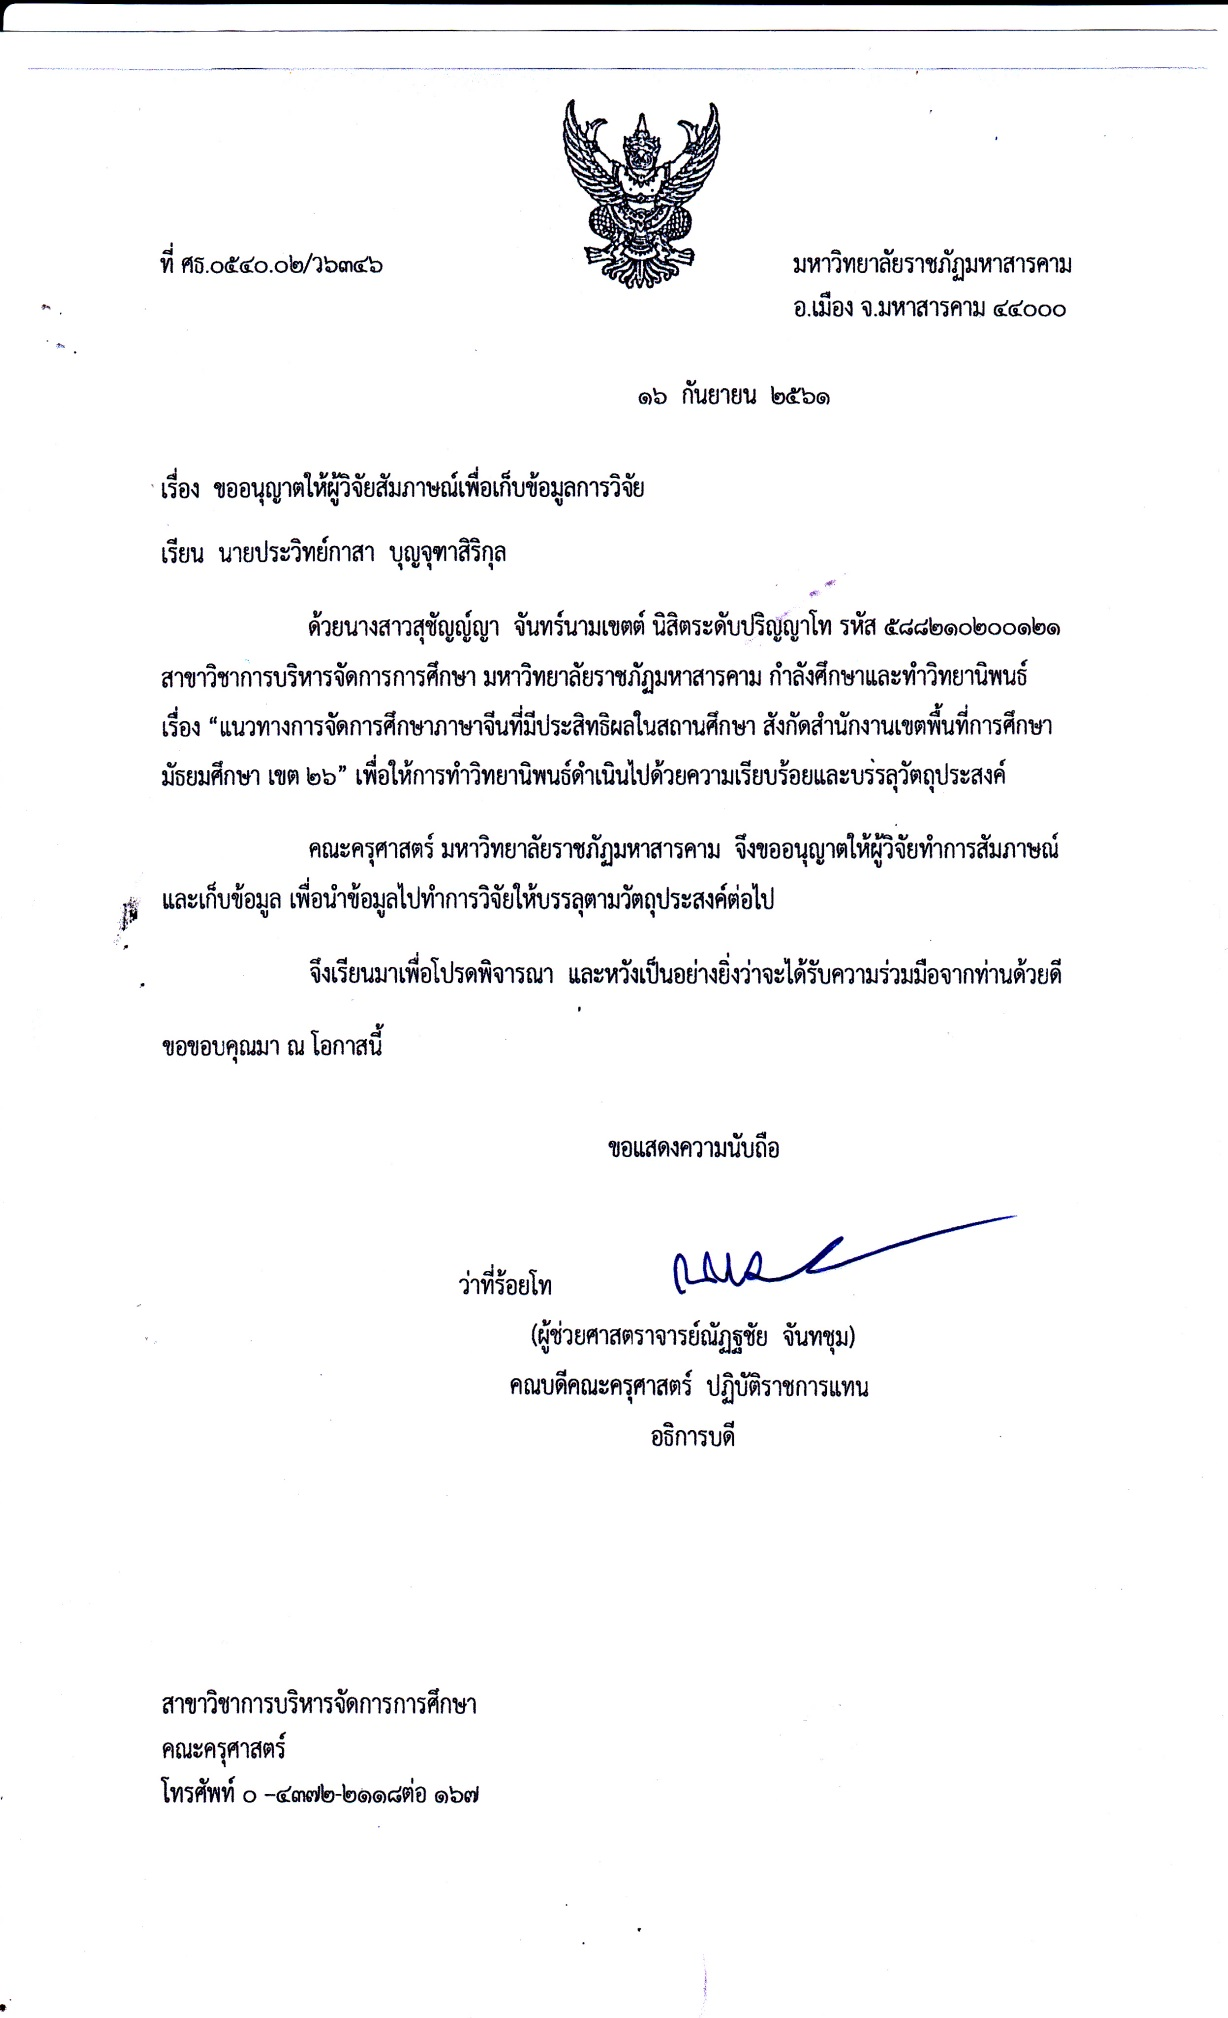 ที่ ศธ.๐๕๔๐.๐๒/ว๖๓๔๖
มหาวิทยาลัยราชภัฏมหาสารคาม
อ.เมือง จ.มหาสารคาม ๔๔๐๐๐
๑๖ กันยายน ๒๕๖๑
เรื่อง ขออนุญาตให้ผู้วิจัยสัมภาษณ์เพื่อเก็บข้อมูลการวิจัย
เรียน นายประวิทย์กาสา บุญจุฑาสิริกุล
ด้วยนางสาวสุชัญญ์ญา จันทร์นามเขตต์ นิสิตระดับปริญญาโท รหัส ๕๘๘๒๑๐๒๐๐๑๒๑
สาขาวิชาการบริหารจัดการการศึกษา มหาวิทยาลัยราชภัฏมหาสารคาม กำลังศึกษาและทำวิทยานิพนธ์
เรื่อง “แนวทางการจัดการศึกษาภาษาจีนที่มีประสิทธิผลในสถานศึกษา สังกัดสำนักงานเขตพื้นที่การศึกษา
มัธยมศึกษา เขต ๒๖” เพื่อให้การทำวิทยานิพนธ์ดำเนินไปด้วยความเรียบร้อยและบรรลุวัตถุประสงค์
คณะครุศาสตร์ มหาวิทยาลัยราชภัฏมหาสารคาม จึงขออนุญาตให้ผู้วิจัยทำการสัมภาษณ์
และเก็บข้อมูล เพื่อนำข้อมูลไปทำการวิจัยให้บรรลุตามวัตถุประสงค์ต่อไป
จึงเรียนมาเพื่อโปรดพิจารณา และหวังเป็นอย่างยิ่งว่าจะได้รับความร่วมมือจากท่านด้วยดี
ขอขอบคุณมา ณ โอกาสนี้
ขอแสดงความนับถือ
ว่าที่ร้อยโท
(ผู้ช่วยศาสตราจารย์ณัฏฐชัย จันทชุม)
คณบดีคณะครุศาสตร์ ปฏิบัติราชการแทน
อธิการบดี
สาขาวิชาการบริหารจัดการการศึกษา
คณะครุศาสตร์
โทรศัพท์ ๐ –๔๓๗๒-๒๑๑๘ต่อ ๑๖๗